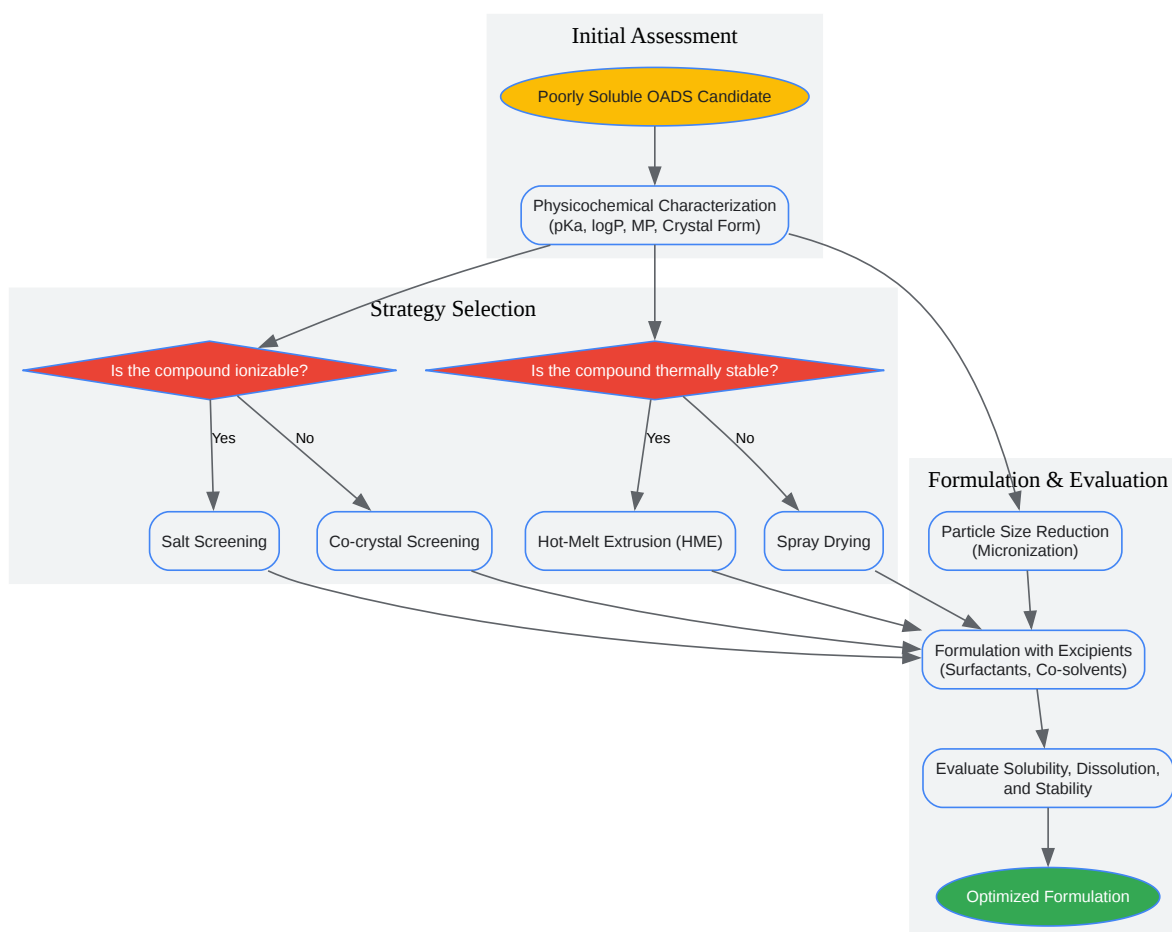 Initial Assessment
Poorly Soluble OADS Candidate
Physicochemical Characterization
(pKa, logP, MP, Crystal Form)
Strategy Selection
Is the compound ionizable?
Is the compound thermally stable?
Yes
No
Yes
No
Formulation & Evaluation
Salt Screening
Co-crystal Screening
Hot-Melt Extrusion (HME)
Spray Drying
Particle Size Reduction
(Micronization)
Formulation with Excipients
(Surfactants, Co-solvents)
Evaluate Solubility, Dissolution,
and Stability
Optimized Formulation